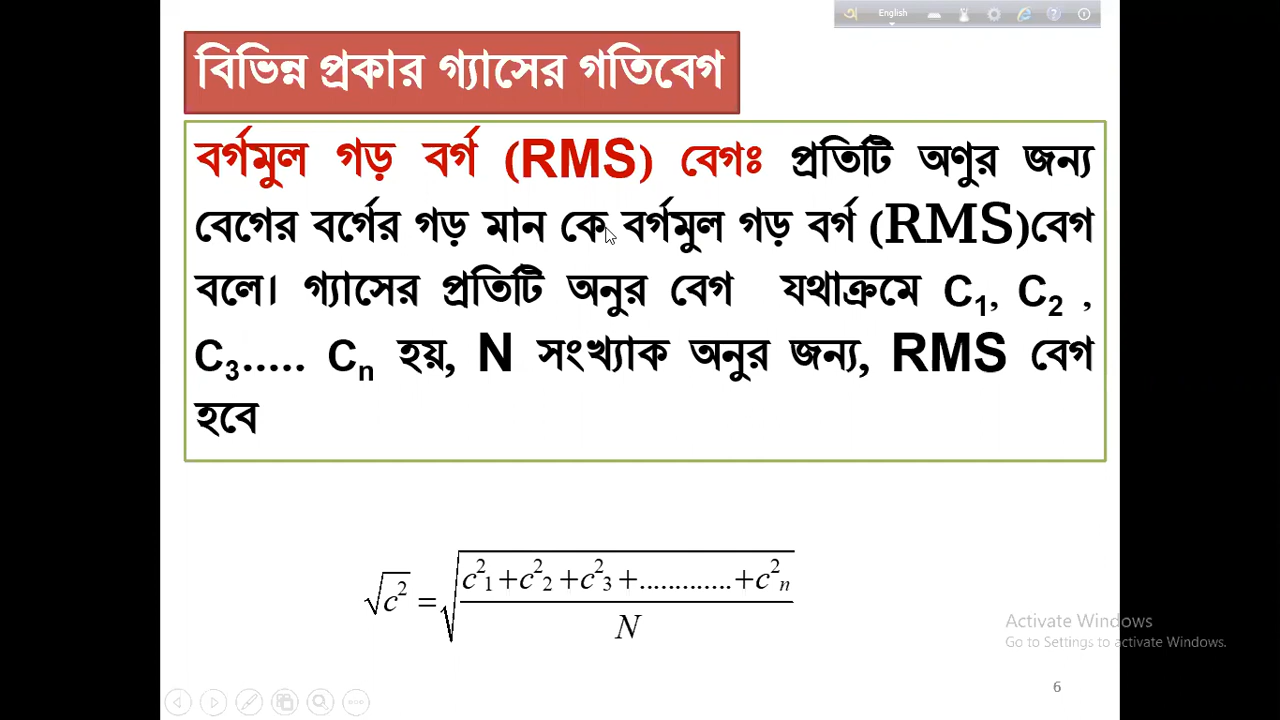 English
বিভিন্ন প্রকার গ্যাসের গতিবেগ
বর্গমুল গড় বর্গ (RMS) বেগঃ প্রতিটি অণুর জন্য
বেগের বর্গের গড় মান কে বর্গমুল গড় বর্গ (RMS)বেগ
বলে। গ্যাসের প্রতিটি অনুর বেগ যথাক্রমে C₁, C₂ ,
C₃..... Cₙ হয়, N সংখ্যাক অনুর জন্য, RMS বেগ
হবে
√c² = √(c²₁+c²₂+c²₃+.............+c²ₙ / N)
Activate Windows
Go to Settings to activate Windows.
6